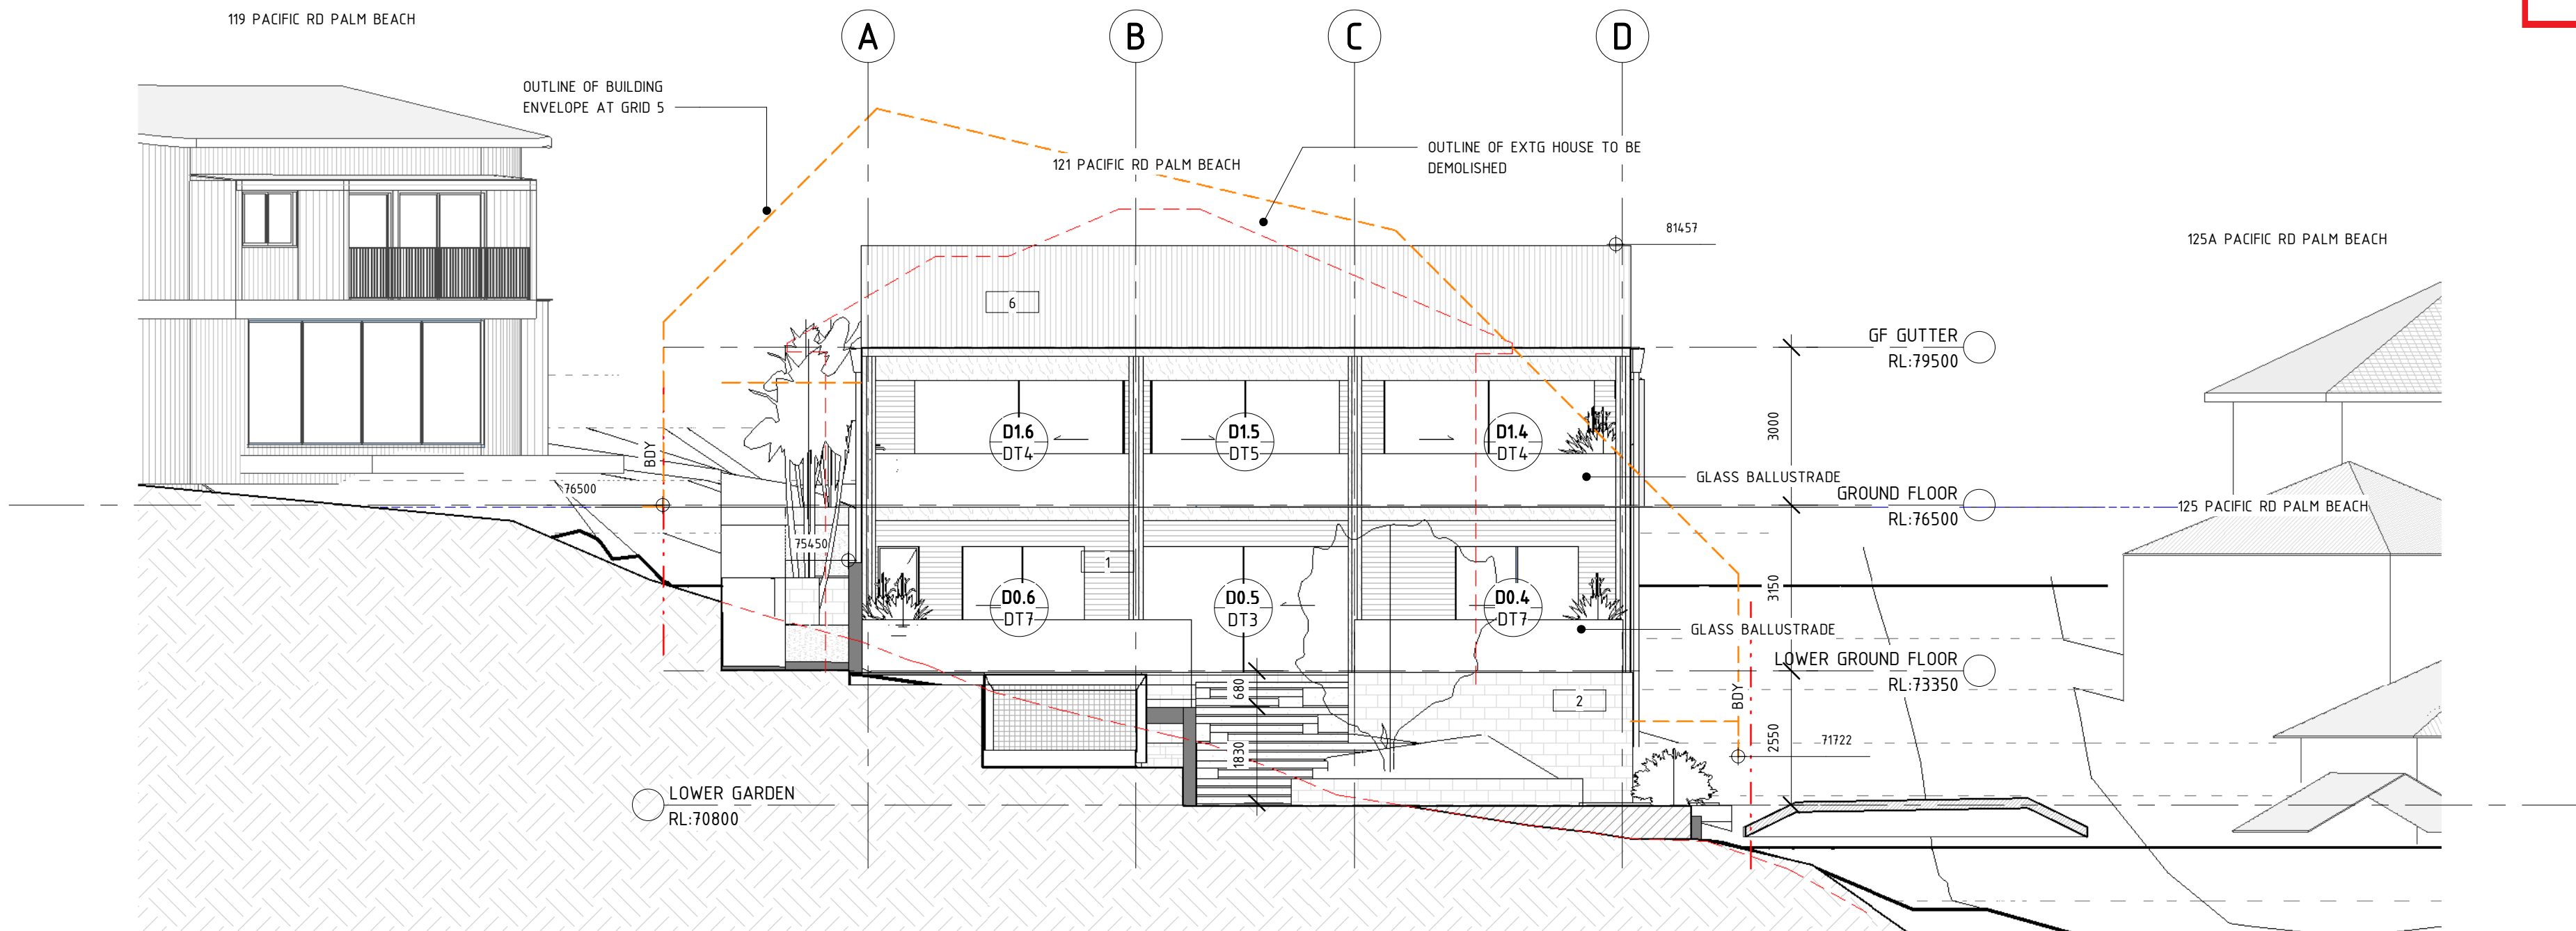 119 PACIFIC RD PALM BEACH
A
B
C
D
OUTLINE OF BUILDING
ENVELOPE AT GRID 5
121 PACIFIC RD PALM BEACH
OUTLINE OF EXTG HOUSE TO BE
DEMOLISHED
81457
125A PACIFIC RD PALM BEACH
6
GF GUTTER
RL:79500
3000
BDY
D1.6
DT4
D1.5
DT5
D1.4
DT4
GLASS BALLUSTRADE
76500
GROUND FLOOR
RL:76500
125 PACIFIC RD PALM BEACH
75450
1
3150
D0.6
DT7
D0.5
DT3
D0.4
DT7
GLASS BALLUSTRADE
LOWER GROUND FLOOR
RL:73350
680
2
BDY
1830
2550
71722
LOWER GARDEN
RL:70800